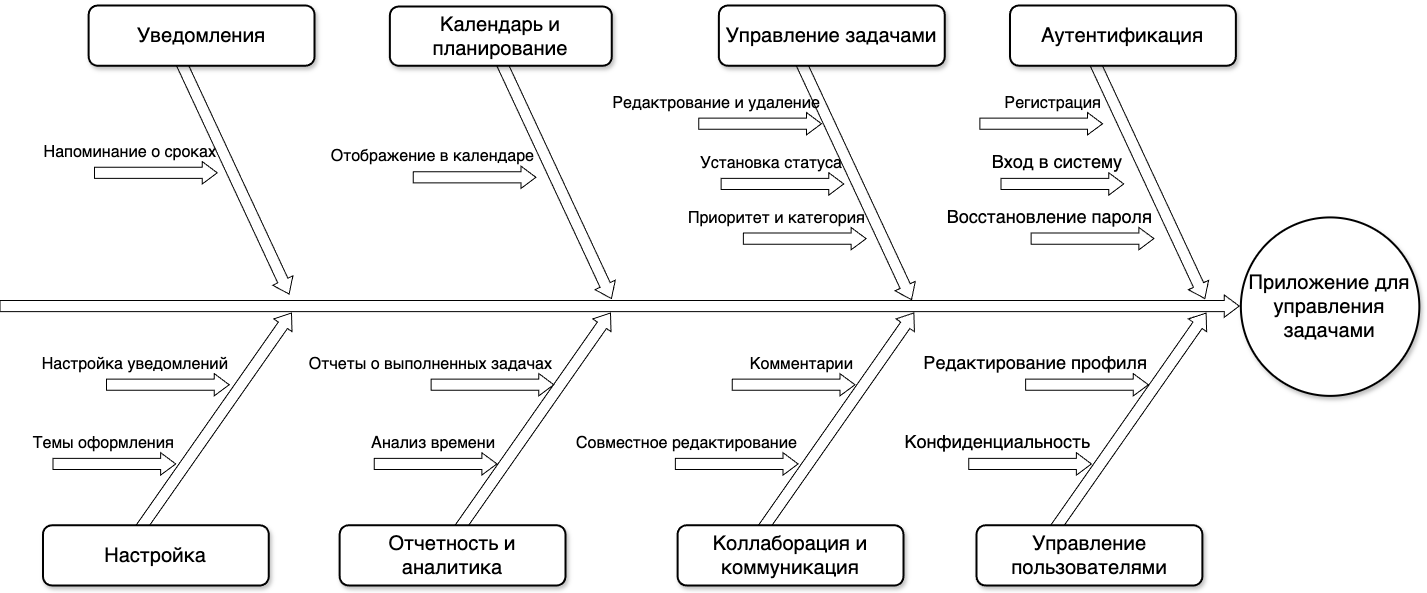 Уведомления
Календарь и
планирование
Управление задачами
Аутентификация
Редактрование и удаление
Регистрация
Напоминание о сроках
Отображение в календаре
Установка статуса
Вход в систему
Приоритет и категория
Восстановление пароля
Приложение для
управления
задачами
Настройка уведомлений
Отчеты о выполненных задачах
Комментарии
Редактирование профиля
Темы оформления
Анализ времени
Совместное редактирование
Конфиденциальность
Настройка
Отчетность и
аналитика
Коллаборация и
коммуникация
Управление
пользователями